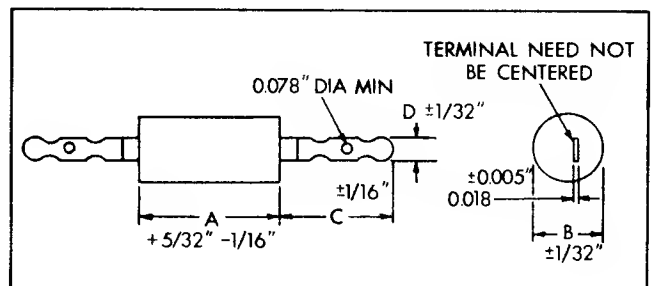 TERMINAL NEED NOT
BE CENTERED
0.078" DIA MIN
D ±1/32"
±1/16"
A
C
+5/32" -1/16"
±0.005"
0.018
B
±1/32"